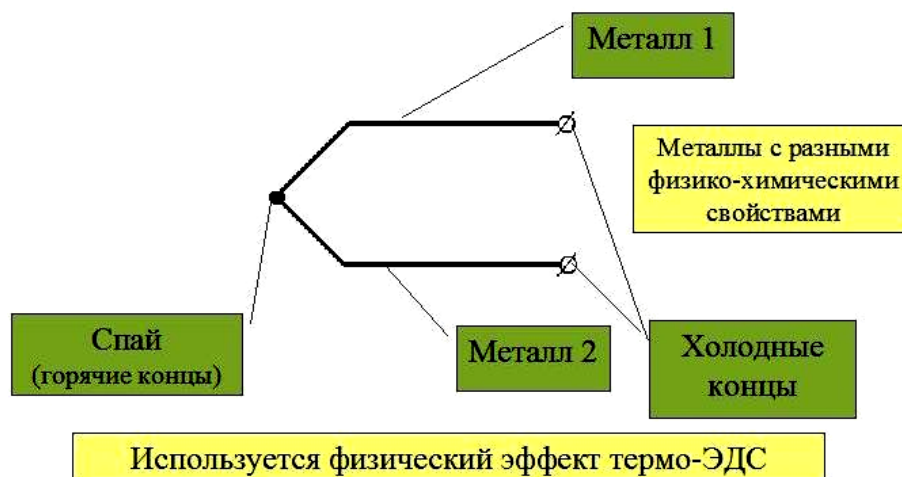 Металл 1
Металлы с разными
физико-химическими
свойствами
Спай
(горячие концы)
Металл 2
Холодные
концы
Используется физический эффект термо-ЭДС